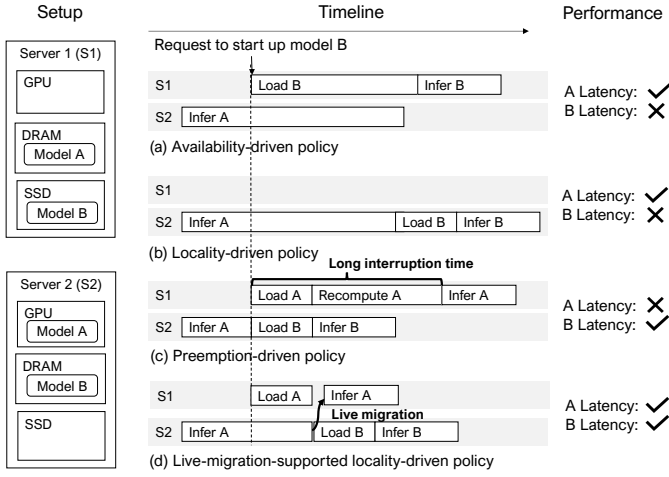 Setup
Timeline
Performance
Server 1 (S1)
GPU
DRAM
Model A
SSD
Model B
Server 2 (S2)
GPU
Model A
DRAM
Model B
SSD
Request to start up model B
S1
Load B
Infer B
S2
Infer A
(a) Availability-driven policy
A Latency:
B Latency:
S1
S2
Infer A
Load B
Infer B
(b) Locality-driven policy
A Latency:
B Latency:
Long interruption time
S1
Load A
Recompute A
Infer A
S2
Infer A
Load B
Infer B
(c) Preemption-driven policy
A Latency:
B Latency:
S1
Load A
Infer A
Live migration
S2
Infer A
Load B
Infer B
(d) Live-migration-supported locality-driven policy
A Latency:
B Latency: